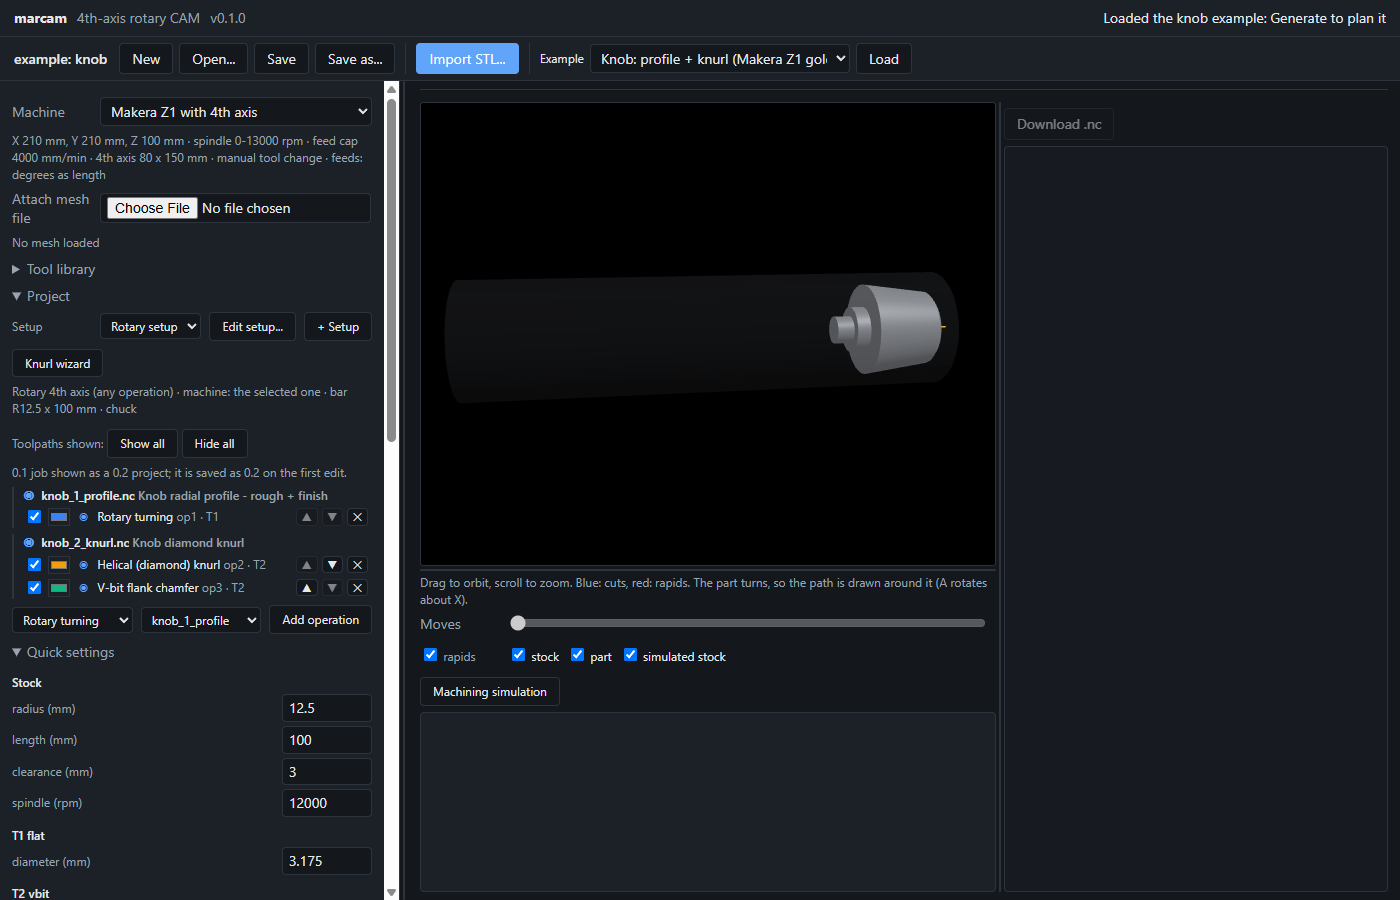 marcam 4th-axis rotary CAM v0.1.0
Loaded the knob example: Generate to plan it
example: knob New Open... Save Save as... Import STL... Example Knob: profile + knurl (Makera Z1 gol Load
Machine Makera Z1 with 4th axis
X 210 mm, Y 210 mm, Z 100 mm · spindle 0-13000 rpm · feed cap
4000 mm/min · 4th axis 80 x 150 mm · manual tool change · feeds:
degrees as length
Attach mesh
file
Choose File No file chosen
No mesh loaded
Tool library
Project
Setup Rotary setup Edit setup... + Setup
Knurl wizard
Rotary 4th axis (any operation) · machine: the selected one · bar
R12.5 x 100 mm · chuck
Toolpaths shown: Show all Hide all
0.1 job shown as a 0.2 project; it is saved as 0.2 on the first edit.
knob_1_profile.nc Knob radial profile - rough + finish
Rotary turning op1 · T1
knob_2_knurl.nc Knob diamond knurl
Helical (diamond) knurl op2 · T2
V-bit flank chamfer op3 · T2
Rotary turning knob_1_profile Add operation
Quick settings
Stock
radius (mm) 12.5
length (mm) 100
clearance (mm) 3
spindle (rpm) 12000
T1 flat
diameter (mm) 3.175
T2 vbit
Drag to orbit, scroll to zoom. Blue: cuts, red: rapids. The part turns, so the path is drawn around it (A rotates
about X).
Moves
rapids stock part simulated stock
Machining simulation
Download .nc